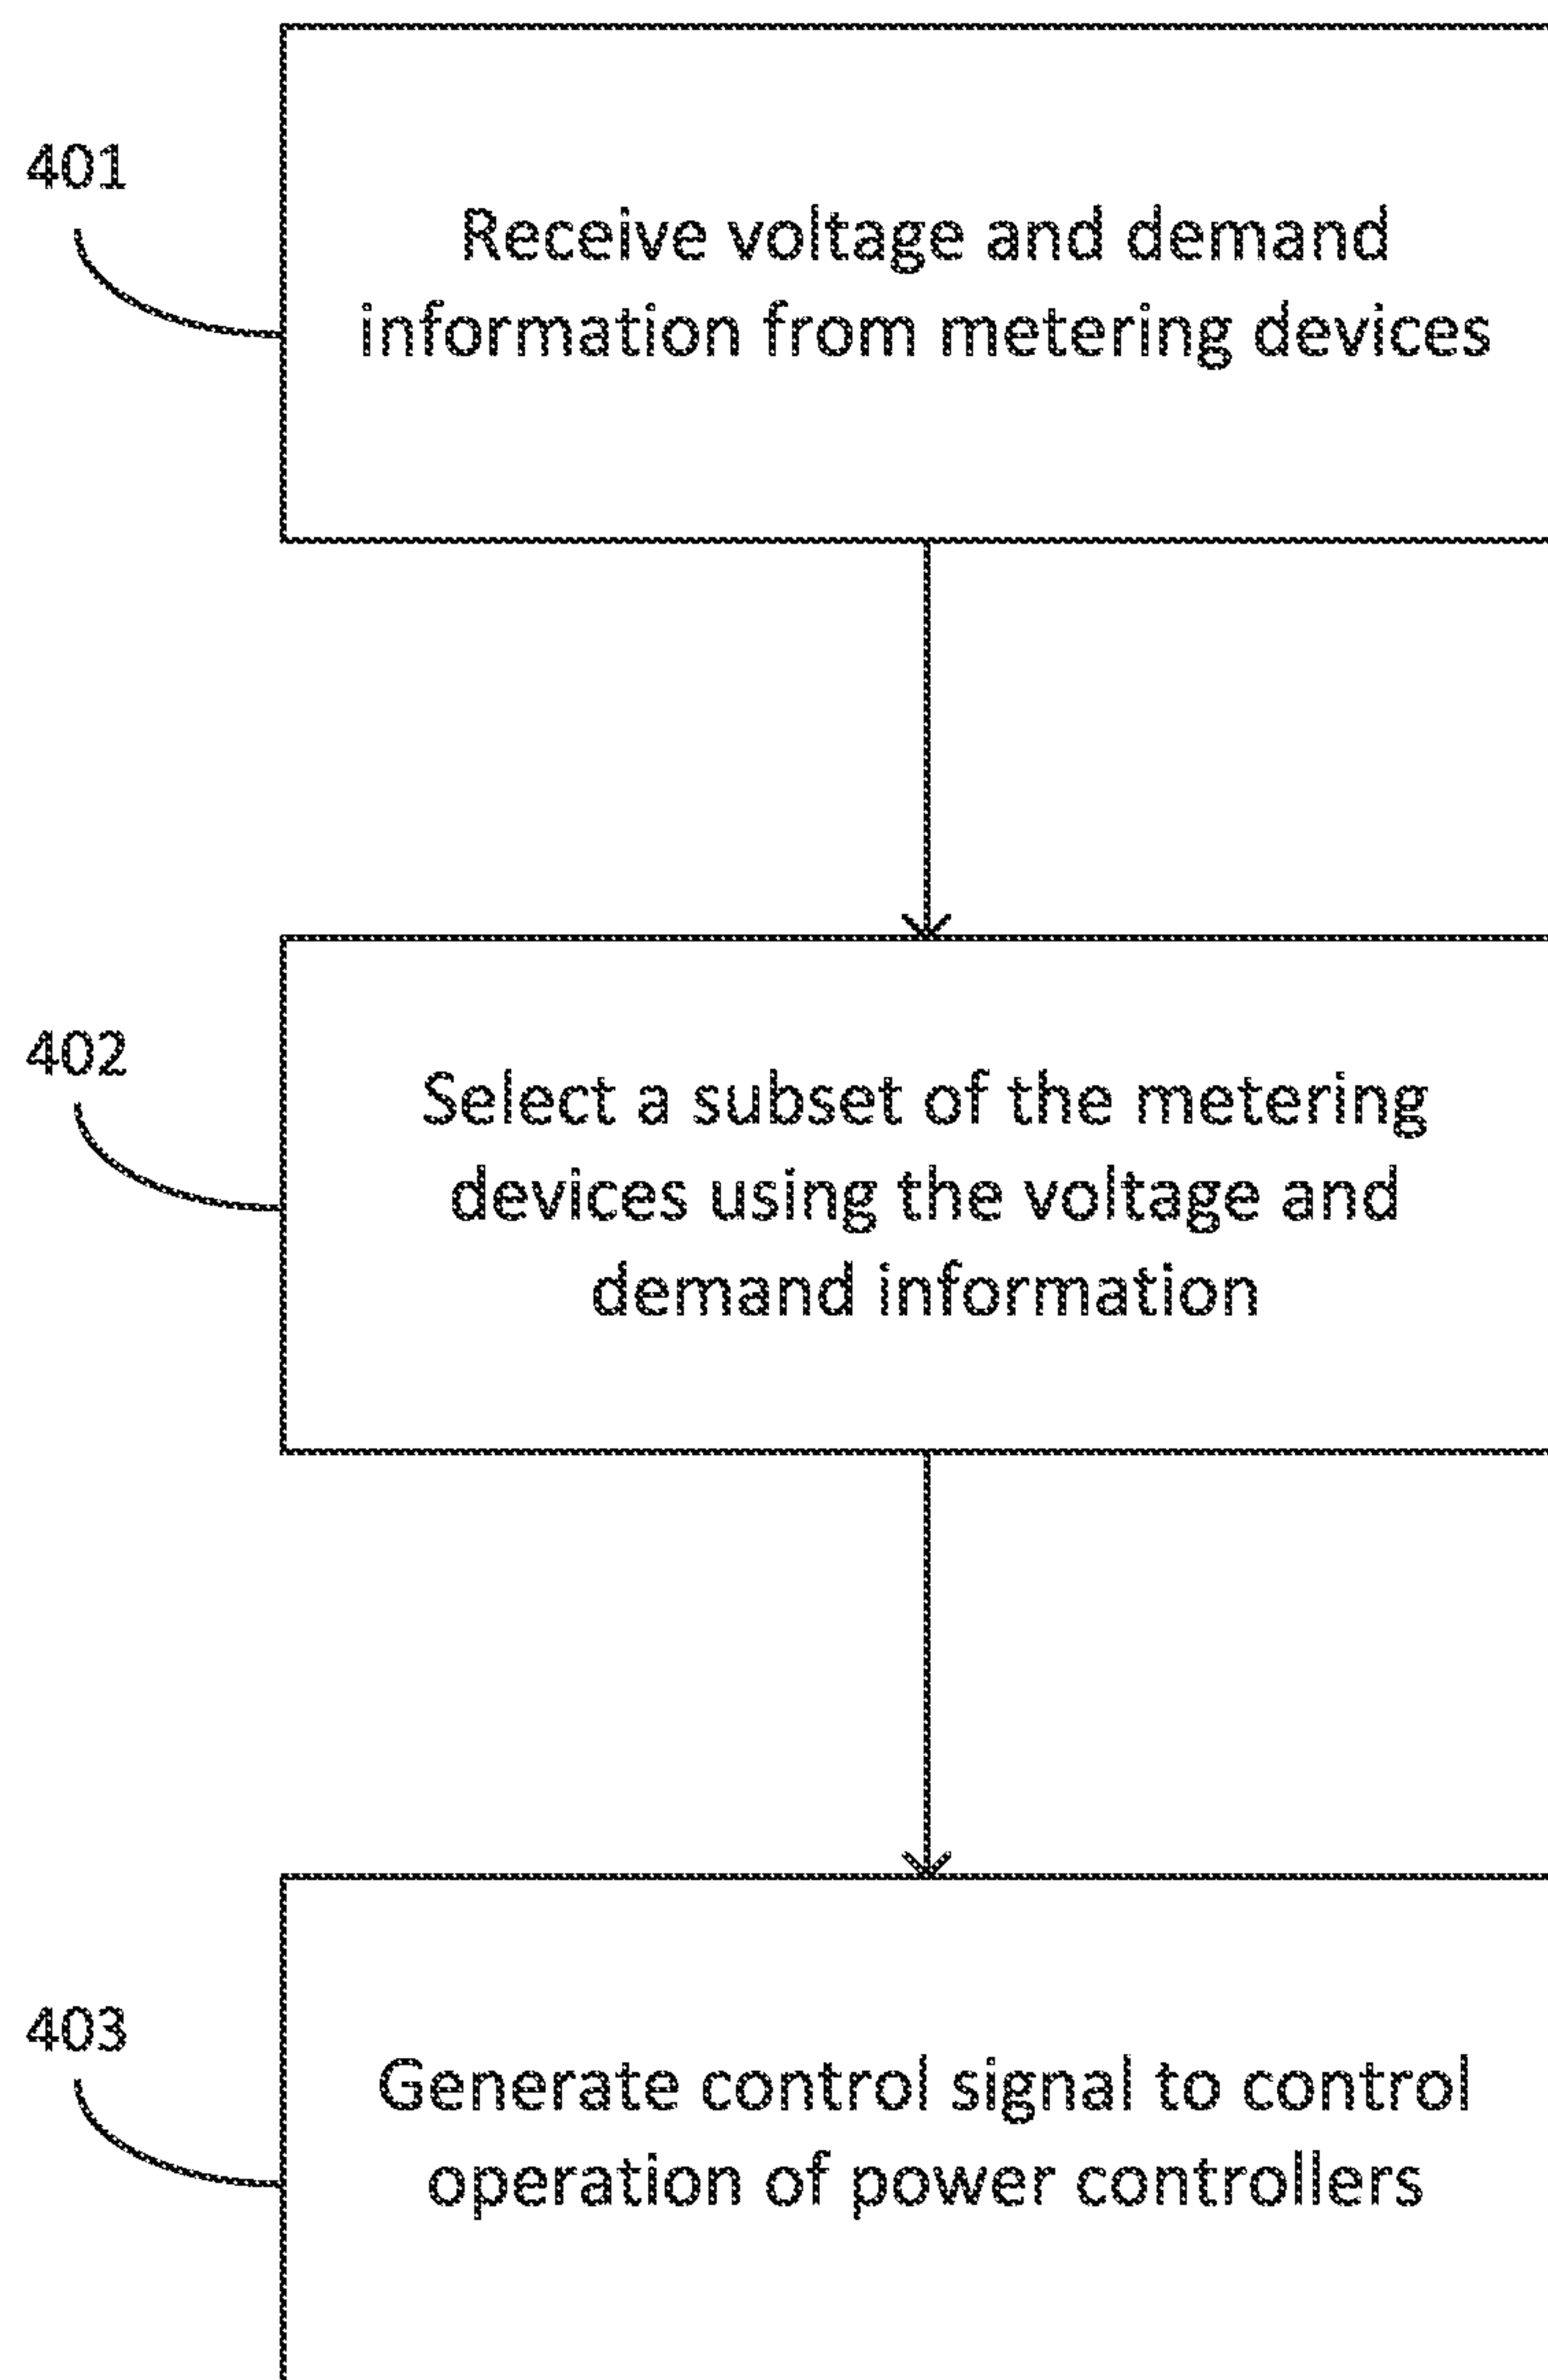 401
Receive voltage and demand
information from metering devices
402
Select a subset of the metering
devices using the voltage and
demand information
403
Generate control signal to control
operation of power controllers